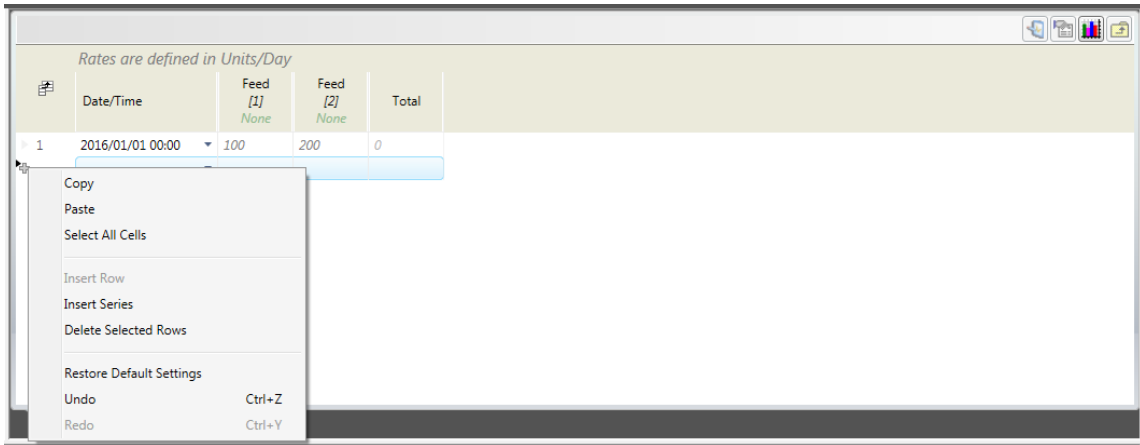 Rates are defined in Units/Day
Date/Time Feed [1] None Feed [2] None Total
1 2016/01/01 00:00 100 200 0
Copy
Paste
Select All Cells
Insert Row
Insert Series
Delete Selected Rows
Restore Default Settings
Undo Ctrl+Z
Redo Ctrl+Y